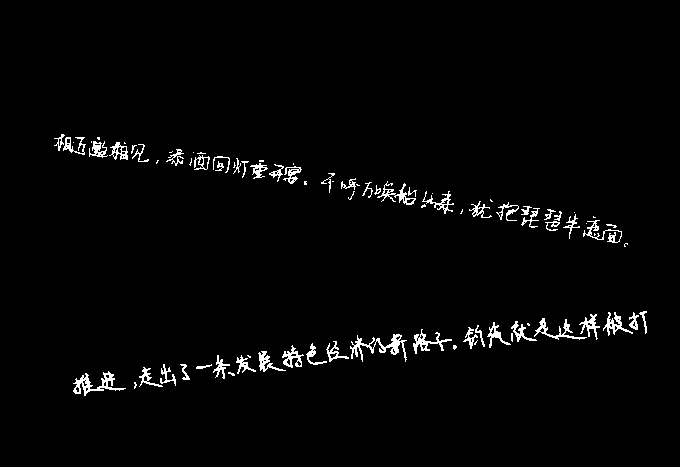 相互邀相见，添酒回灯重开宴。千呼万唤船出来，犹把琵琶半遮面。
推进，走出了一条发展特色经济的新路子。钓鱼就是这样被打